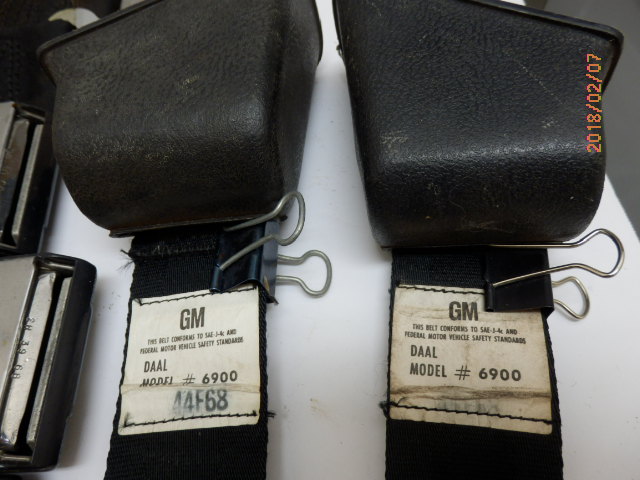 2018/02/07
GM
THIS BELT CONFORMS TO SAE-J-4c AND
FEDERAL MOTOR VEHICLE SAFETY STANDARDS
DAAL
MODEL # 6900
44F68
GM
THIS BELT CONFORMS TO SAE-J-4c AND
FEDERAL MOTOR VEHICLE SAFETY STANDARDS.
DAAL
MODEL # 6900